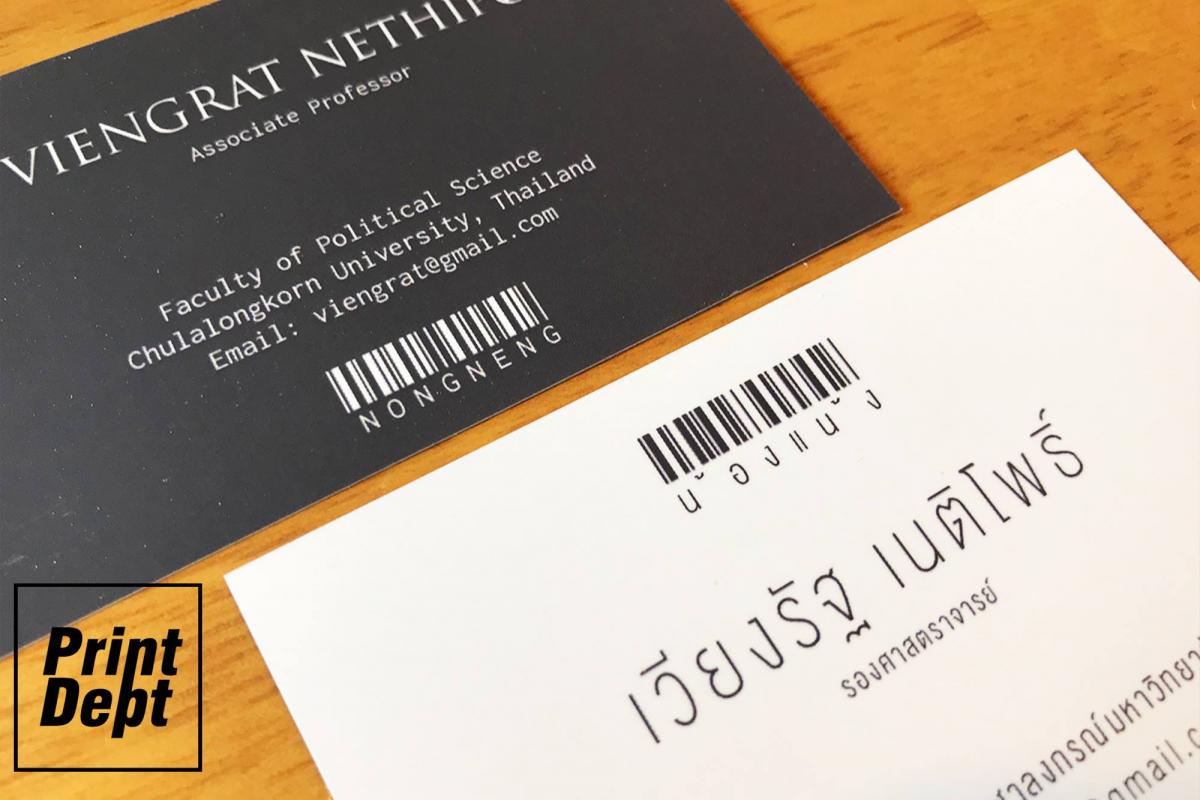 VIENGRAT
Associate Professor
Faculty of Political Science
Chulalongkorn University, Thailand
Email: viengrat@gmail.com
NONGNENG
น้องแน้ง
เวียงรัฐ เนติโพธิ์
รองศาสตราจารย์
Print
Dept